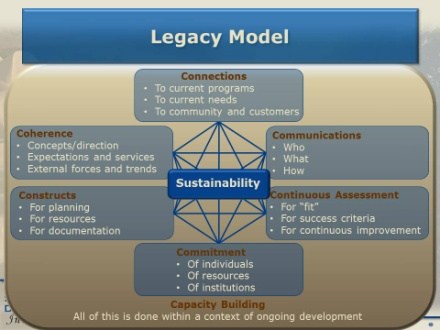 Legacy Model
Connections
• To current programs
• To current needs
• To community and customers
Coherence
• Concepts/direction
• Expectations and services
• External forces and trends
Communications
• Who
• What
• How
Sustainability
Constructs
• For planning
• For resources
• For documentation
Continuous Assessment
• For “fit”
• For success criteria
• For continuous improvement
Commitment
• Of individuals
• Of resources
• Of institutions
Capacity Building
All of this is done within a context of ongoing development